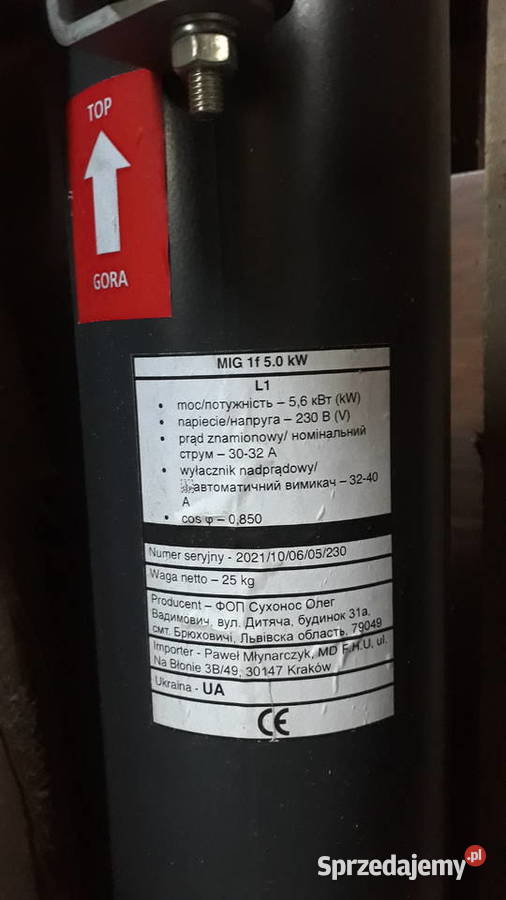 TOP
GORA
MIG 1f 5.0 kW
L1
• moc/потужність – 5,6 кВт (kW)
• napiecie/напруга – 230 В (V)
• prąd znamionowy/ номінальний
струм – 30-32 А
• wyłacznik nadprądowy/
автоматичний вимикач – 32-40
А
• cos φ – 0,850
Numer seryjny - 2021/10/06/05/230
Waga netto – 25 kg
Producent – ФОП Сухонос Олег
Вадимович, вул. Дитяча, будинок 31а,
смт. Брюховичі, Львівска область, 79049
Importer - Paweł Młynarczyk, MD F.H.U, ul.
Na Błonie 3B/49, 30147 Kraków
Ukraina - UA
CE
Sprzedajemy.pl